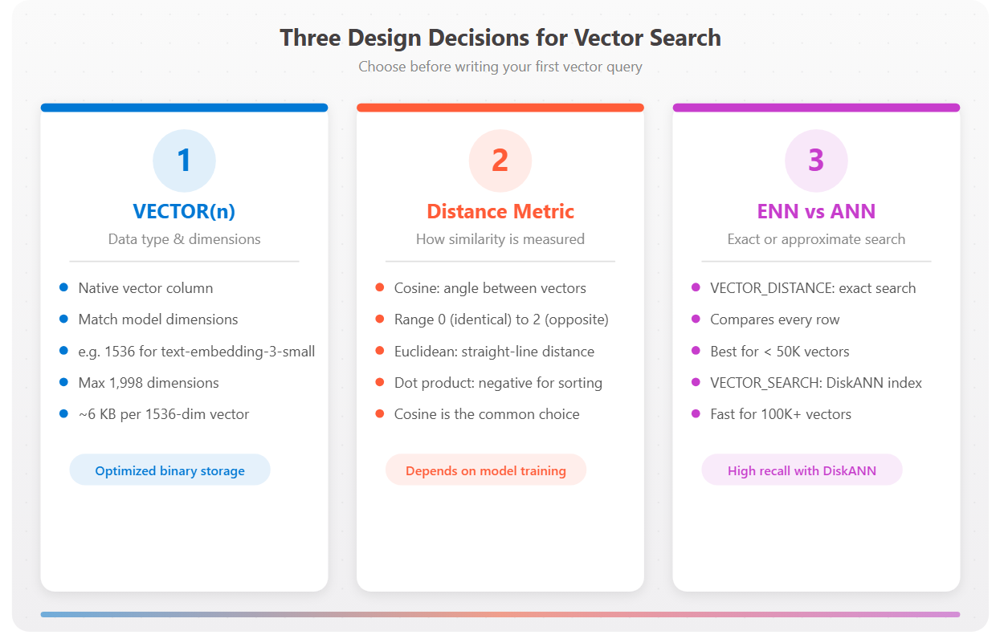 Three Design Decisions for Vector Search
Choose before writing your first vector query
1
VECTOR(n)
Data type & dimensions
Native vector column
Match model dimensions
e.g. 1536 for text-embedding-3-small
Max 1,998 dimensions
~6 KB per 1536-dim vector
Optimized binary storage
2
Distance Metric
How similarity is measured
Cosine: angle between vectors
Range 0 (identical) to 2 (opposite)
Euclidean: straight-line distance
Dot product: negative for sorting
Cosine is the common choice
Depends on model training
3
ENN vs ANN
Exact or approximate search
VECTOR_DISTANCE: exact search
Compares every row
Best for < 50K vectors
VECTOR_SEARCH: DiskANN index
Fast for 100K+ vectors
High recall with DiskANN